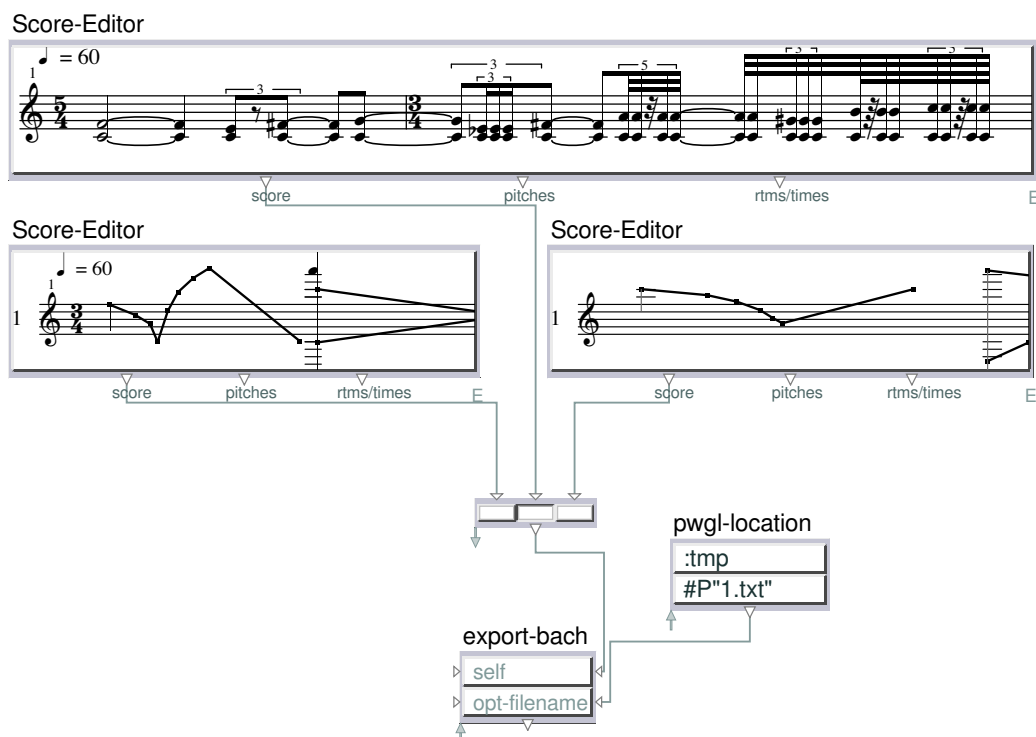 Score-Editor
= 60
1
5
4
3
3
4
3
3
5
3
3
score
pitches
rtms/times
E
Score-Editor
Score-Editor
= 60
1
1
3
4
1
score
pitches
rtms/times
E
score
pitches
rtms/times
E
pwgl-location
:tmp
#P"1.txt"
export-bach
self
opt-filename